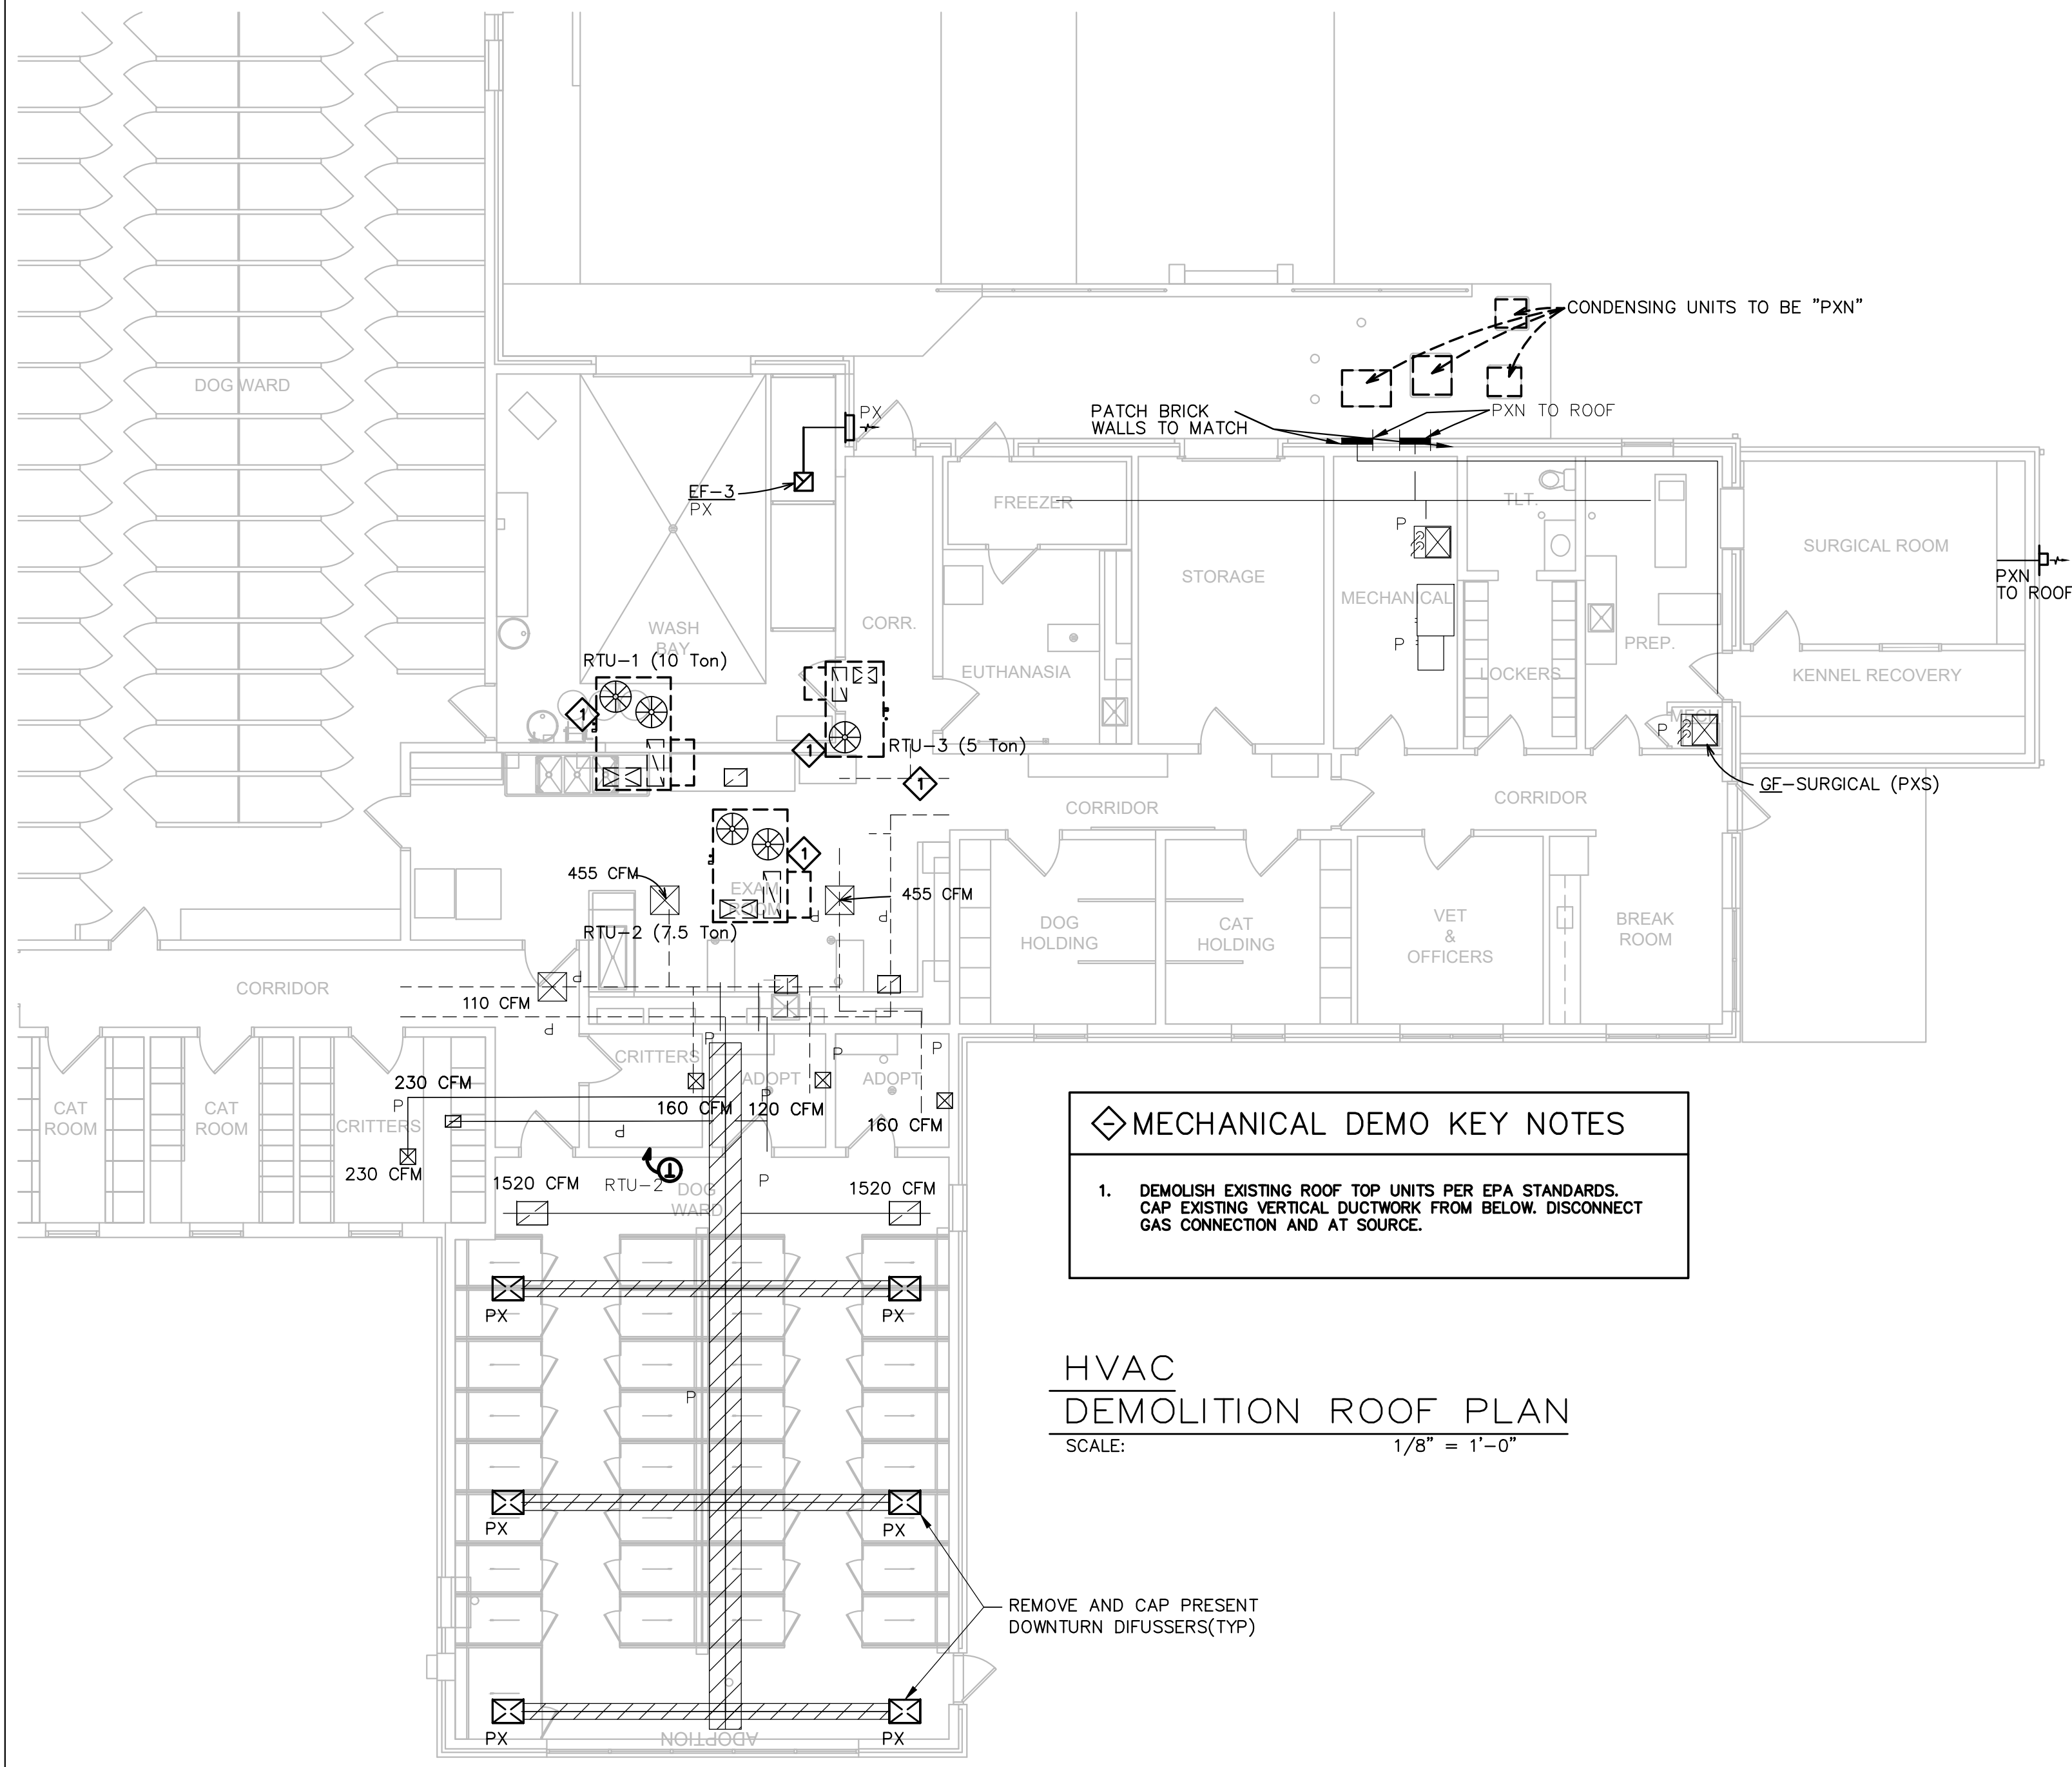 CONDENSING UNITS TO BE "PXN"
DOG WARD
PATCH BRICK
WALLS TO MATCH
PXN TO ROOF
PX
EF-3
PX
FREEZER
TLT.
P
SURGICAL ROOM
PXN
TO ROOF
STORAGE
MECHANICAL
WASH
BAY
CORR.
P
PREP.
RTU-1 (10 Ton)
EUTHANASIA
LOCKERS
KENNEL RECOVERY
1
MECH.
P
1
RTU-3 (5 Ton)
1
GF-SURGICAL (PXS)
CORRIDOR
CORRIDOR
1
455 CFM
EXAM
ROOM
455 CFM
P
P
DOG
HOLDING
CAT
HOLDING
VET
&
OFFICERS
BREAK
ROOM
RTU-2 (7.5 Ton)
P
CORRIDOR
110 CFM
P
P
P
P
CRITTERS
ADOPT
ADOPT
230 CFM
P
P
160 CFM
120 CFM
160 CFM
CAT
ROOM
CAT
ROOM
CRITTERS
P
230 CFM
1520 CFM
RTU-2
P
1520 CFM
DOG
WARD
MECHANICAL DEMO KEY NOTES
1. DEMOLISH EXISTING ROOF TOP UNITS PER EPA STANDARDS.
CAP EXISTING VERTICAL DUCTWORK FROM BELOW. DISCONNECT
GAS CONNECTION AND AT SOURCE.
PX
PX
P
HVAC
DEMOLITION ROOF PLAN
SCALE: 1/8" = 1'-0"
PX
PX
REMOVE AND CAP PRESENT
DOWNTURN DIFUSSERS(TYP)
PX
PX
ADOPTION